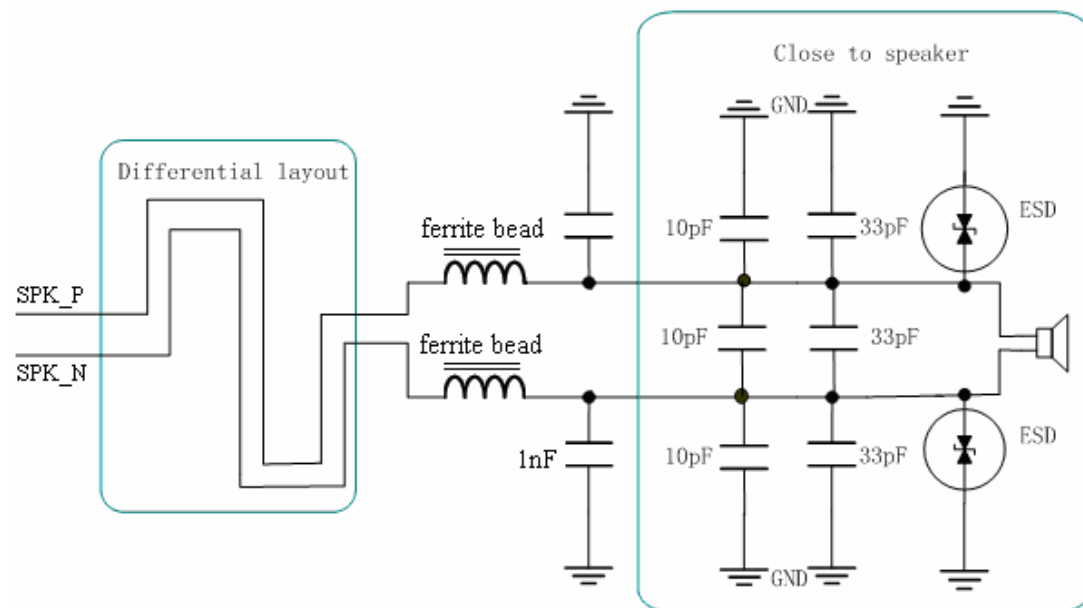 Close to speaker
GND
Differential layout
ferrite bead
10pF
33pF
ESD
SPK_P
ferrite bead
10pF
33pF
SPK_N
1nF
10pF
33pF
ESD
GND